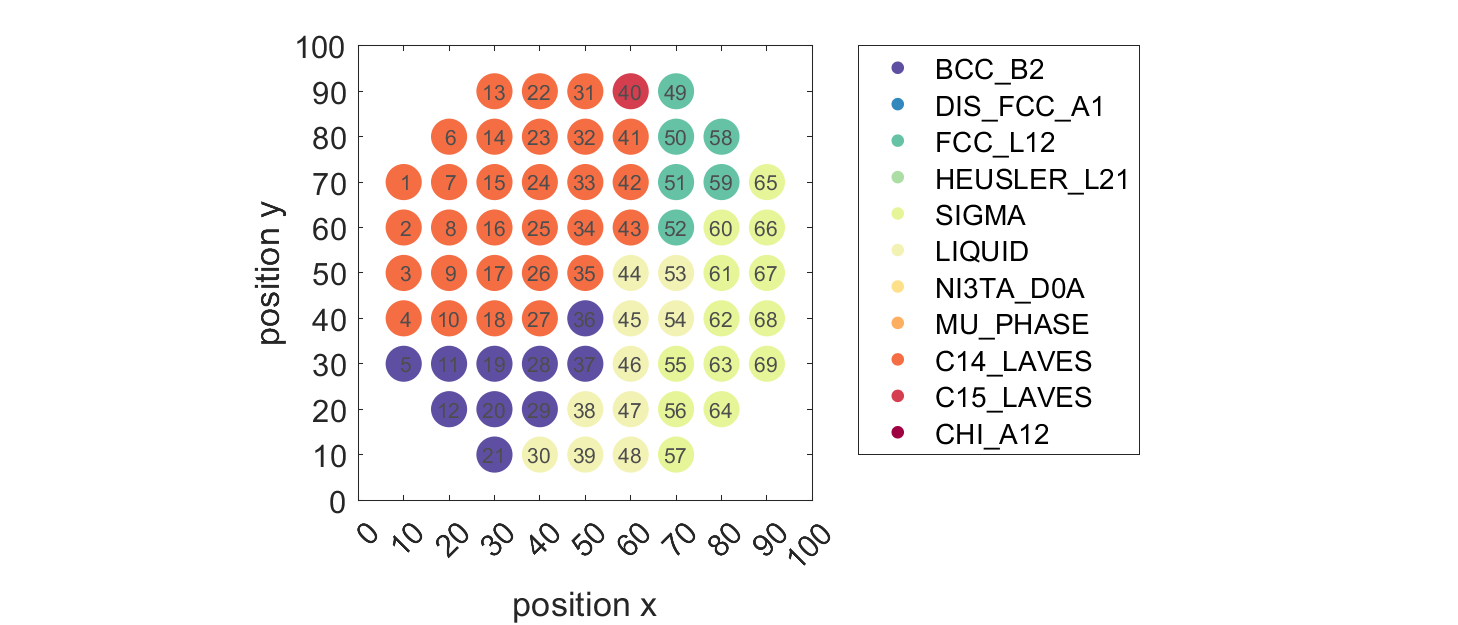 100
90
80
70
60
50
40
30
20
10
0
13 22 31 40 49
6 14 23 32 41 50 58
1 7 15 24 33 42 51 59 65
2 8 16 25 34 43 52 60 66
3 9 17 26 35 44 53 61 67
4 10 18 27 36 45 54 62 68
5 11 19 28 37 46 55 63 69
12 20 29 38 47 56 64
21 30 39 48 57
0 10 20 30 40 50 60 70 80 90 100
position x
position y
BCC_B2
DIS_FCC_A1
FCC_L12
HEUSLER_L21
SIGMA
LIQUID
NI3TA_D0A
MU_PHASE
C14_LAVES
C15_LAVES
CHI_A12